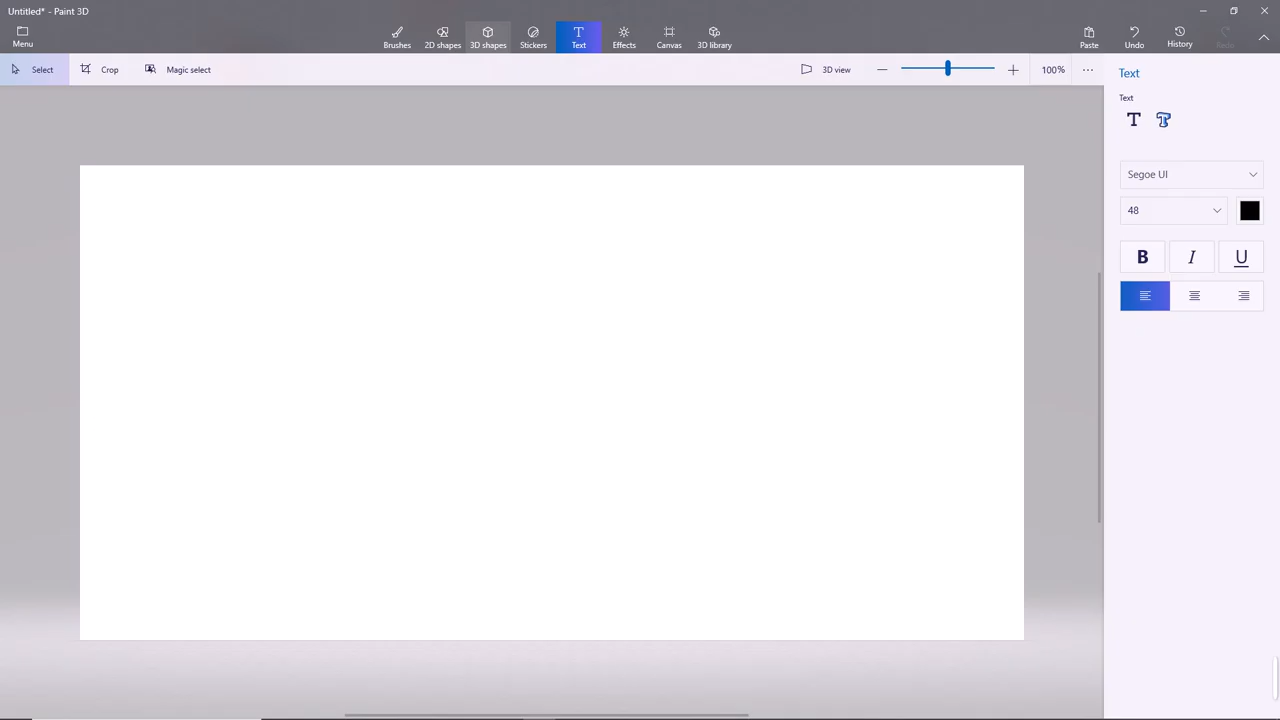 Untitled* - Paint 3D
Menu
Brushes
2D shapes
3D shapes
Stickers
Text
Effects
Canvas
3D library
Paste
Undo
History
Redo
Select
Crop
Magic select
3D view
100%
Text
Text
T
T
Segoe UI
48
B
I
U